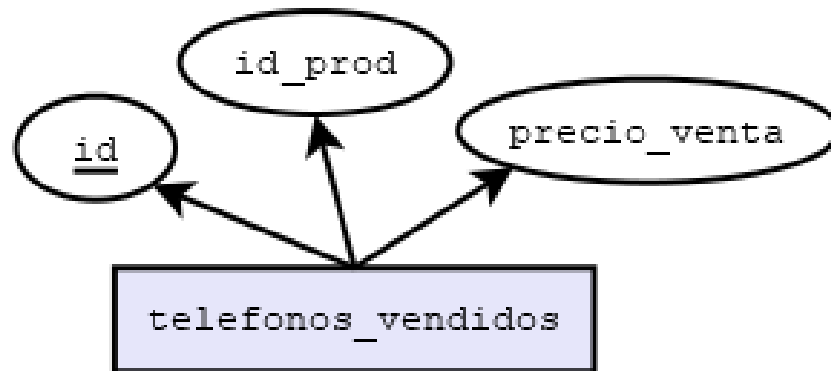 id_prod
id
precio_venta
telefonos_vendidos